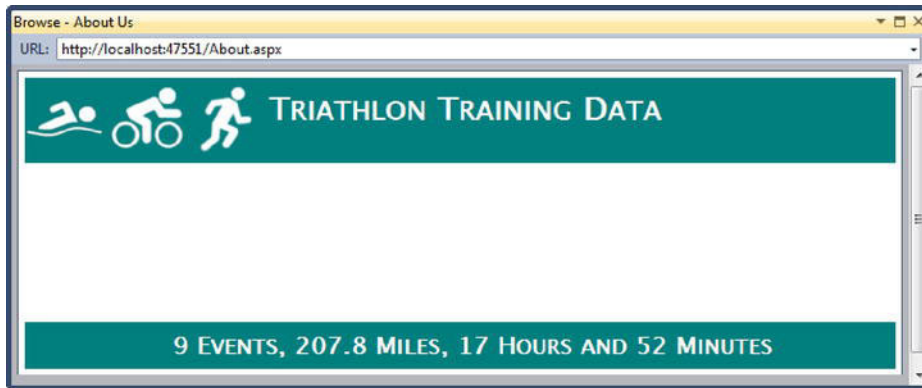 Browse - About Us
URL: http://localhost:47551/About.aspx
TRIATHLON TRAINING DATA
9 EVENTS, 207.8 MILES, 17 HOURS AND 52 MINUTES